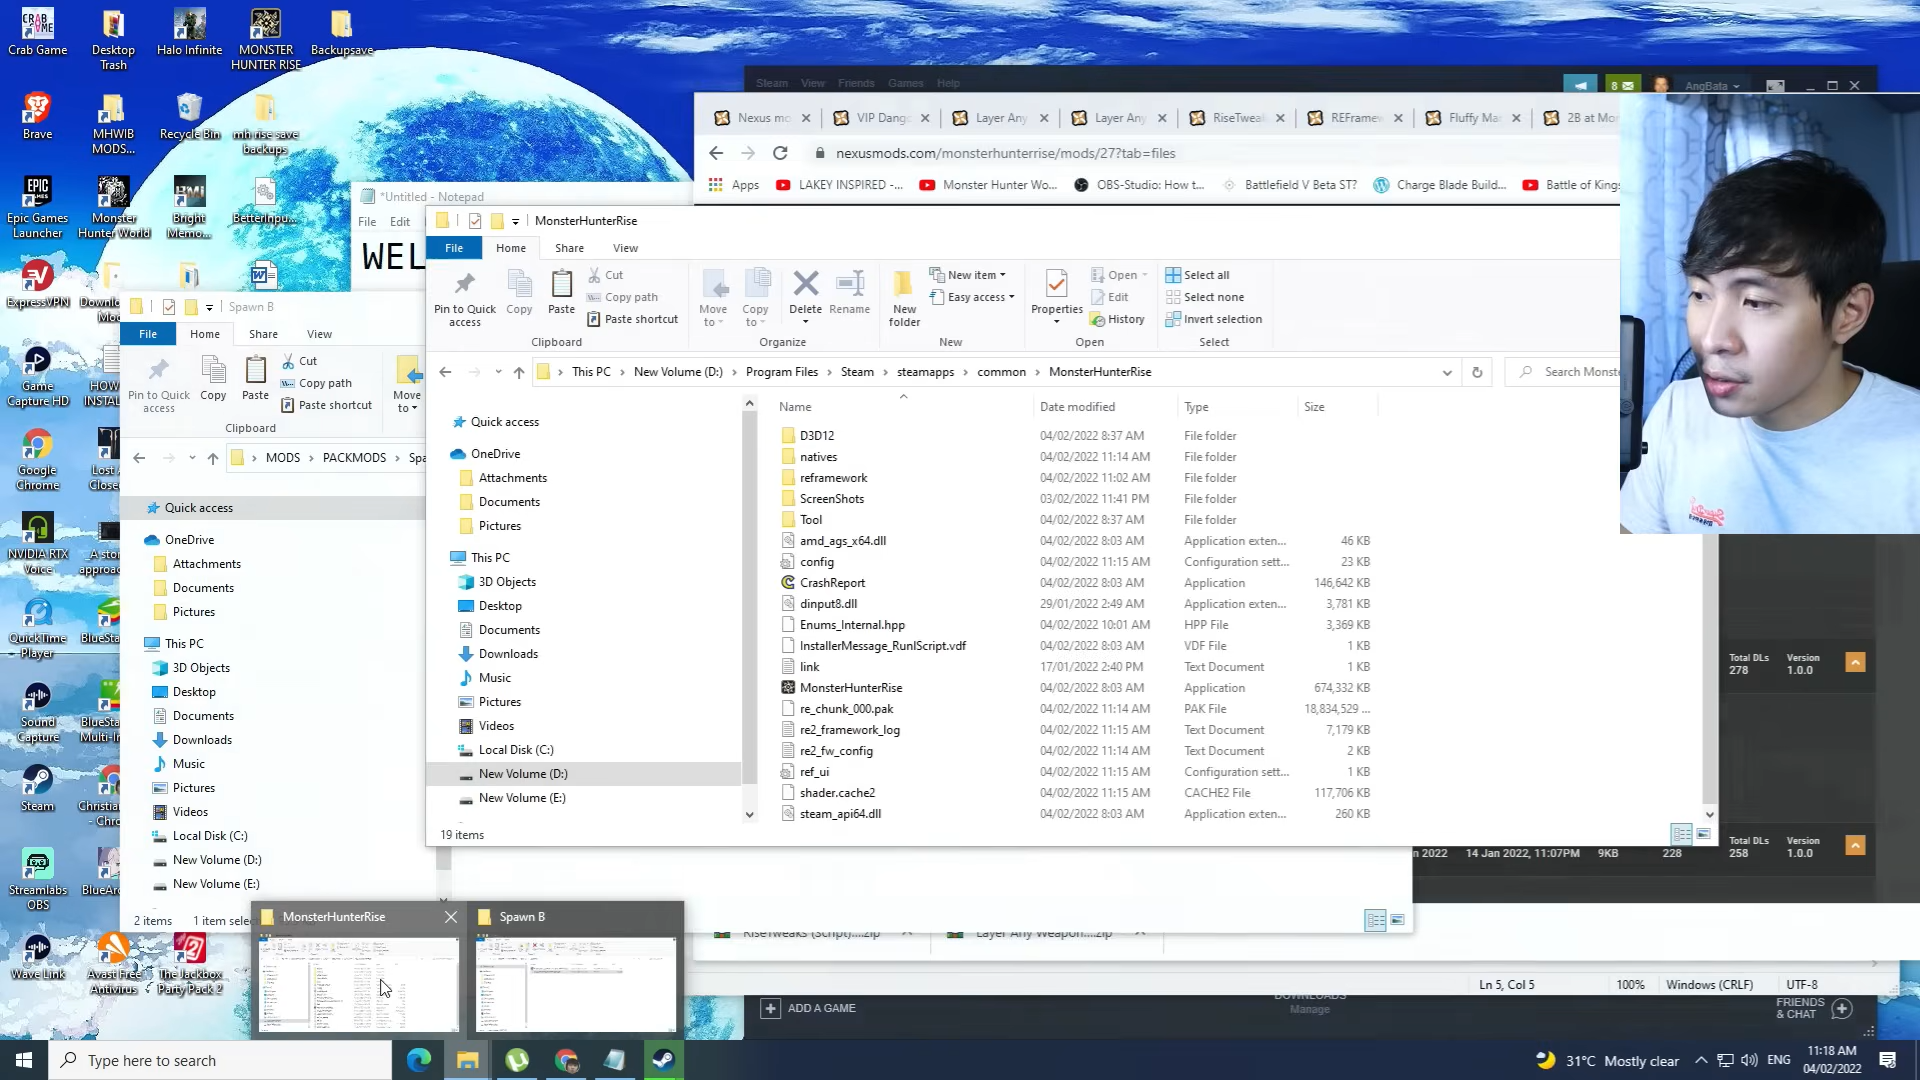 Crab Game
Desktop Trash
Halo Infinite
MONSTER HUNTER RISE
Backupsave
Brave
MHWIB MODS...
Recycle Bin
mh rise save backups
Epic Games Launcher
Monster Hunter World
Bright Memo...
BetterInpu...
ExpressVPN
Game Capture HD
Google Chrome
NVIDIA RTX Voice
QuickTime Player
Sound Capture
Steam
Streamlabs OBS
Wave Link
Avast Free Antivirus
The Jackbox Party Pack 2
Steam View Friends Games Help
8
AngBata
Nexus mo
VIP Dang
Layer Any
Layer Any
RiseTweak
REFrame
Fluffy Ma
2B at Mo
nexusmods.com/monsterhunterrise/mods/27?tab=files
Apps
LAKEY INSPIRED -...
Monster Hunter Wo...
OBS-Studio: How t...
Battlefield V Beta ST?
Charge Blade Build...
Battle of Kings
*Untitled - Notepad
File Edit
WEL
MonsterHunterRise
File Home Share View
Pin to Quick access
Copy
Paste
Cut
Copy path
Paste shortcut
Clipboard
Move to
Copy to
Delete
Rename
Organize
New folder
New item
Easy access
New
Properties
Open
Edit
History
Open
Select all
Select none
Invert selection
Select
This PC > New Volume (D:) > Program Files > Steam > steamapps > common > MonsterHunterRise
Search Monst
Quick access
OneDrive
Attachments
Documents
Pictures
This PC
3D Objects
Desktop
Documents
Downloads
Music
Pictures
Videos
Local Disk (C:)
New Volume (D:)
New Volume (E:)
Name Date modified Type Size
D3D12 04/02/2022 8:37 AM File folder
natives 04/02/2022 11:14 AM File folder
reframework 04/02/2022 11:02 AM File folder
ScreenShots 03/02/2022 11:41 PM File folder
Tool 04/02/2022 8:37 AM File folder
amd_ags_x64.dll 04/02/2022 8:03 AM Application exten... 46 KB
config 04/02/2022 11:15 AM Configuration sett... 23 KB
CrashReport 04/02/2022 8:03 AM Application 146,642 KB
dinput8.dll 29/01/2022 2:49 AM Application exten... 3,781 KB
Enums_Internal.hpp 04/02/2022 10:01 AM HPP File 3,369 KB
InstallerMessage_RunIScript.vdf 04/02/2022 8:03 AM VDF File 1 KB
link 17/01/2022 2:40 PM Text Document 1 KB
MonsterHunterRise 04/02/2022 8:03 AM Application 674,332 KB
re_chunk_000.pak 04/02/2022 11:14 AM PAK File 18,834,529 ...
re2_framework_log 04/02/2022 11:15 AM Text Document 7,179 KB
re2_fw_config 04/02/2022 11:14 AM Text Document 2 KB
ref_ui 04/02/2022 11:15 AM Configuration sett... 1 KB
shader.cache2 04/02/2022 11:15 AM CACHE2 File 117,706 KB
steam_api64.dll 04/02/2022 8:03 AM Application exten... 260 KB
19 items
Spawn B
File Home Share View
Pin to Quick access
Copy
Paste
Cut
Copy path
Paste shortcut
Clipboard
Move to
MODS > PACKMODS > Spa
Quick access
OneDrive
Attachments
Documents
Pictures
This PC
3D Objects
Desktop
Documents
Downloads
Music
Pictures
Videos
Local Disk (C:)
New Volume (D:)
New Volume (E:)
2 items 1 item selec
Total DLs 278
Version 1.0.0
n 2022 14 Jan 2022, 11:07PM 9KB 228
Total DLs 258
Version 1.0.0
MonsterHunterRise
Spawn B
RiseTweaks (Script)....zip
Layer Any Weapon....zip
Ln 5, Col 5 100% Windows (CRLF) UTF-8
ADD A GAME
DOWNLOADS
Manage
FRIENDS & CHAT
Type here to search
31°C Mostly clear
ENG
11:18 AM
04/02/2022